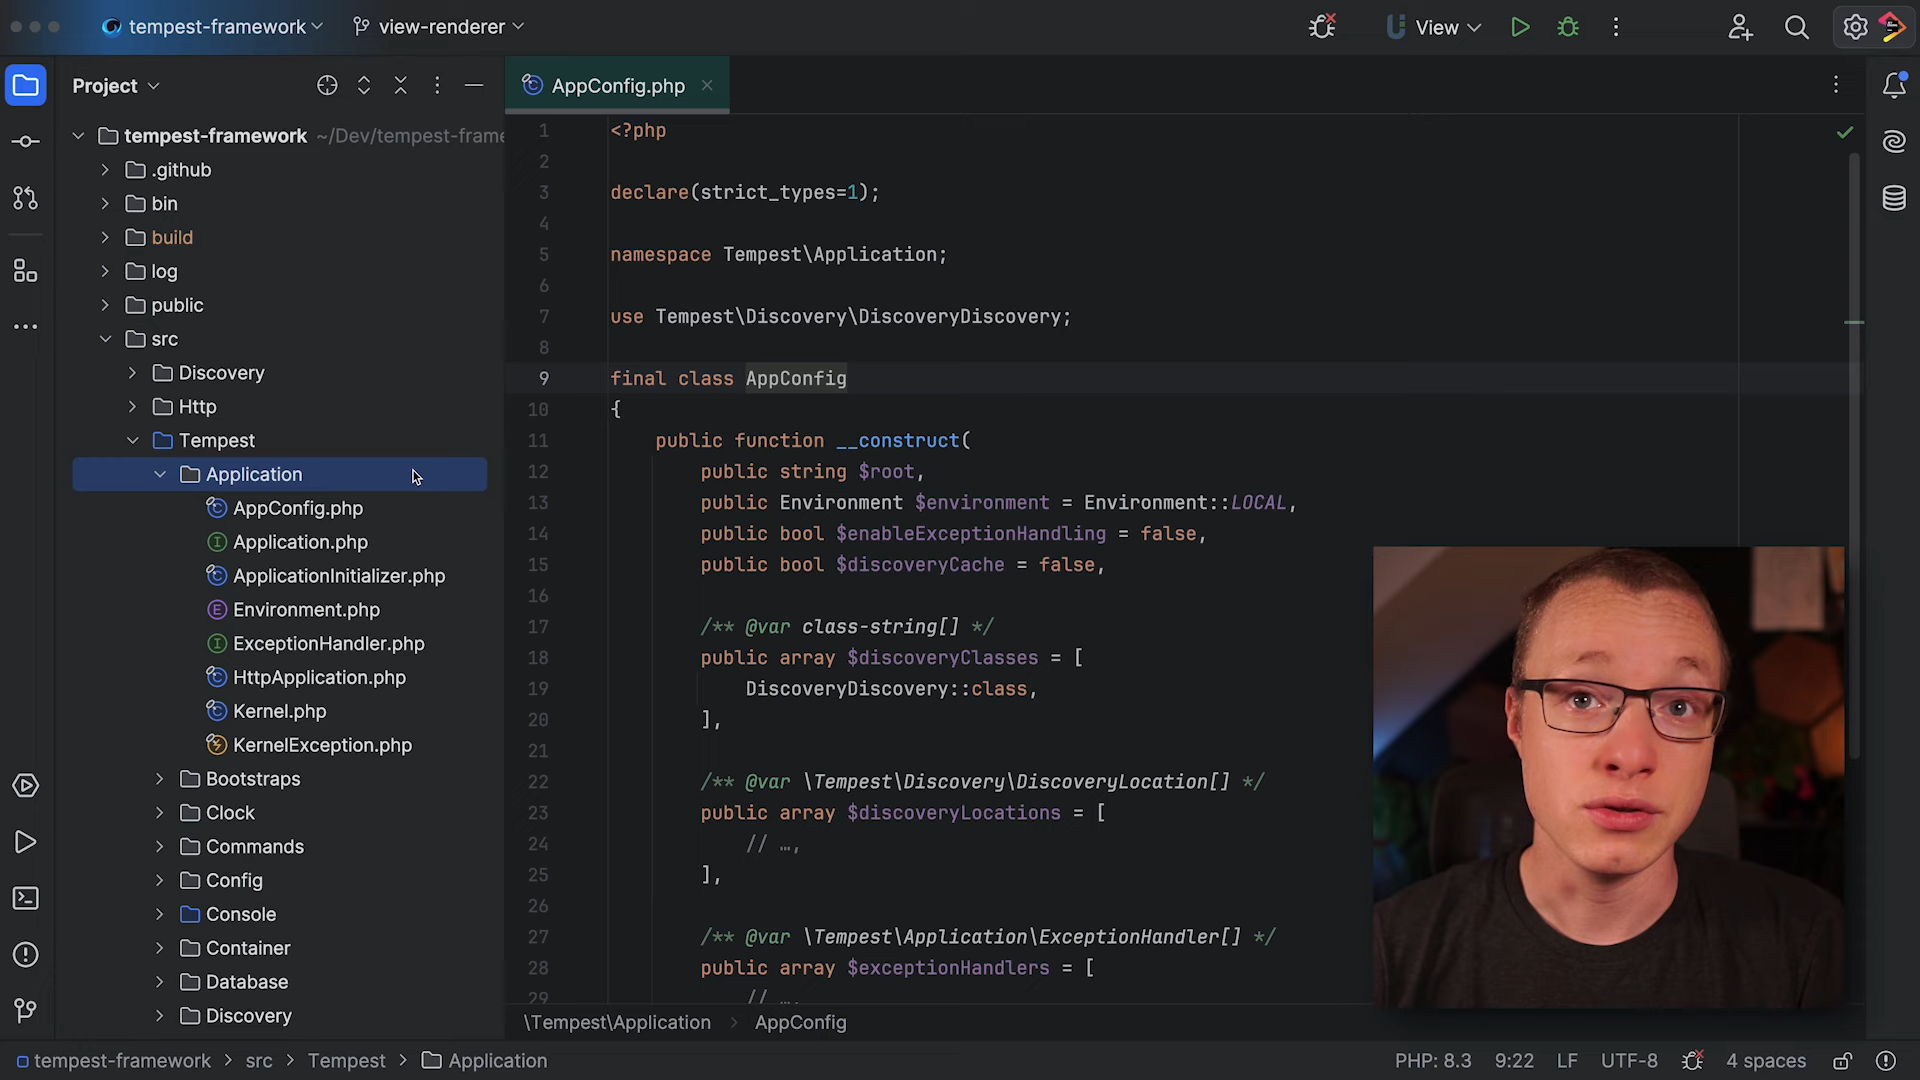 tempest-framework
view-renderer
View
Project
AppConfig.php
tempest-framework ~/Dev/tempest-frame
.github
bin
build
log
public
src
Discovery
Http
Tempest
Application
AppConfig.php
Application.php
ApplicationInitializer.php
Environment.php
ExceptionHandler.php
HttpApplication.php
Kernel.php
KernelException.php
Bootstraps
Clock
Commands
Config
Console
Container
Database
Discovery
1 <?php
2
3 declare(strict_types=1);
4
5 namespace Tempest\Application;
6
7 use Tempest\Discovery\DiscoveryDiscovery;
8
9 final class AppConfig
10 {
11 public function __construct(
12 public string $root,
13 public Environment $environment = Environment::LOCAL,
14 public bool $enableExceptionHandling = false,
15 public bool $discoveryCache = false,
16
17 /** @var class-string[] */
18 public array $discoveryClasses = [
19 DiscoveryDiscovery::class,
20 ],
21
22 /** @var \Tempest\Discovery\DiscoveryLocation[] */
23 public array $discoveryLocations = [
24 // …,
25 ],
26
27 /** @var \Tempest\Application\ExceptionHandler[] */
28 public array $exceptionHandlers = [
29 // …,
\Tempest\Application > AppConfig
tempest-framework > src > Tempest > Application
PHP: 8.3 9:22 LF UTF-8 4 spaces